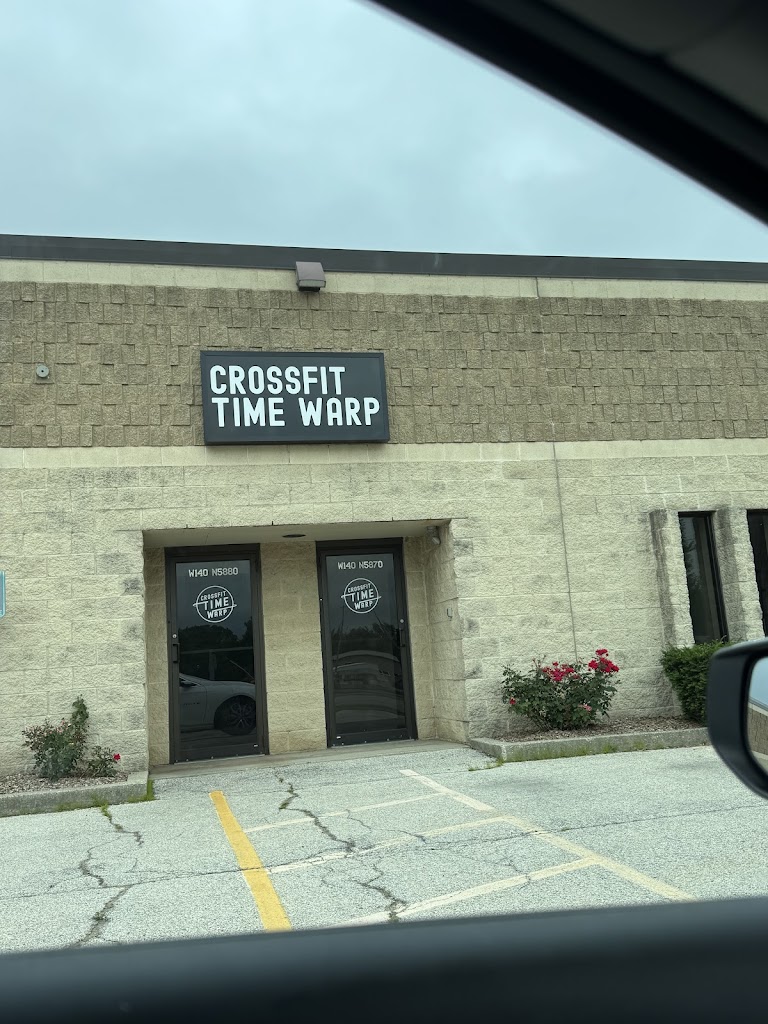 CROSSFIT
TIME WARP
W140 N5880
CROSSFIT
TIME
WARP
W140 N5870
CROSSFIT
TIME
WARP